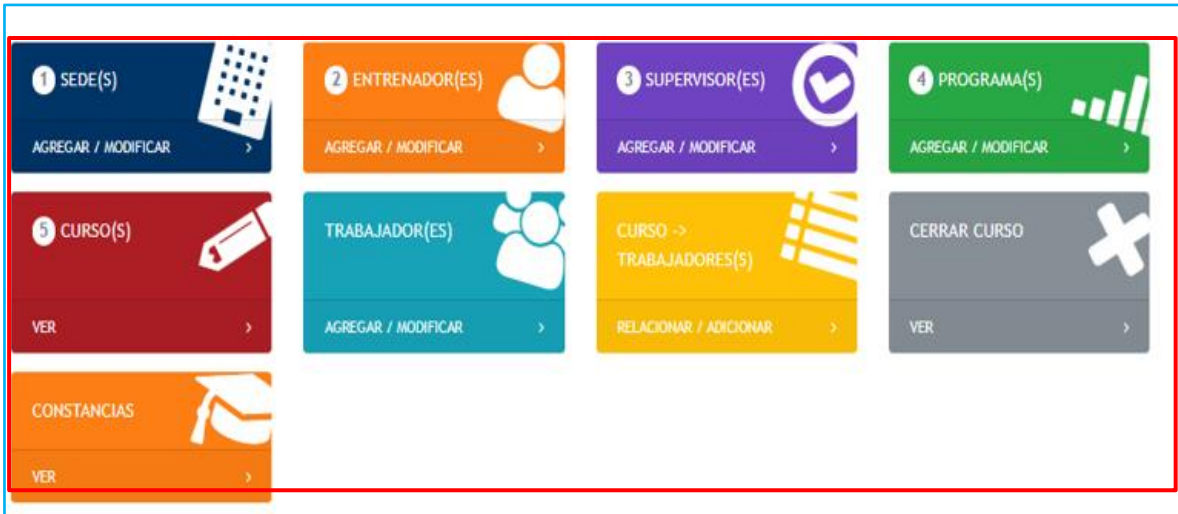 1 SEDE(S)
AGREGAR / MODIFICAR >
2 ENTRENADOR(ES)
AGREGAR / MODIFICAR >
3 SUPERVISOR(ES)
AGREGAR / MODIFICAR >
4 PROGRAMA(S)
AGREGAR / MODIFICAR >
5 CURSO(S)
VER >
TRABAJADOR(ES)
AGREGAR / MODIFICAR >
CURSO ->
TRABAJADORES(S)
RELACIONAR / ADICIONAR >
CERRAR CURSO
VER >
CONSTANCIAS
VER >